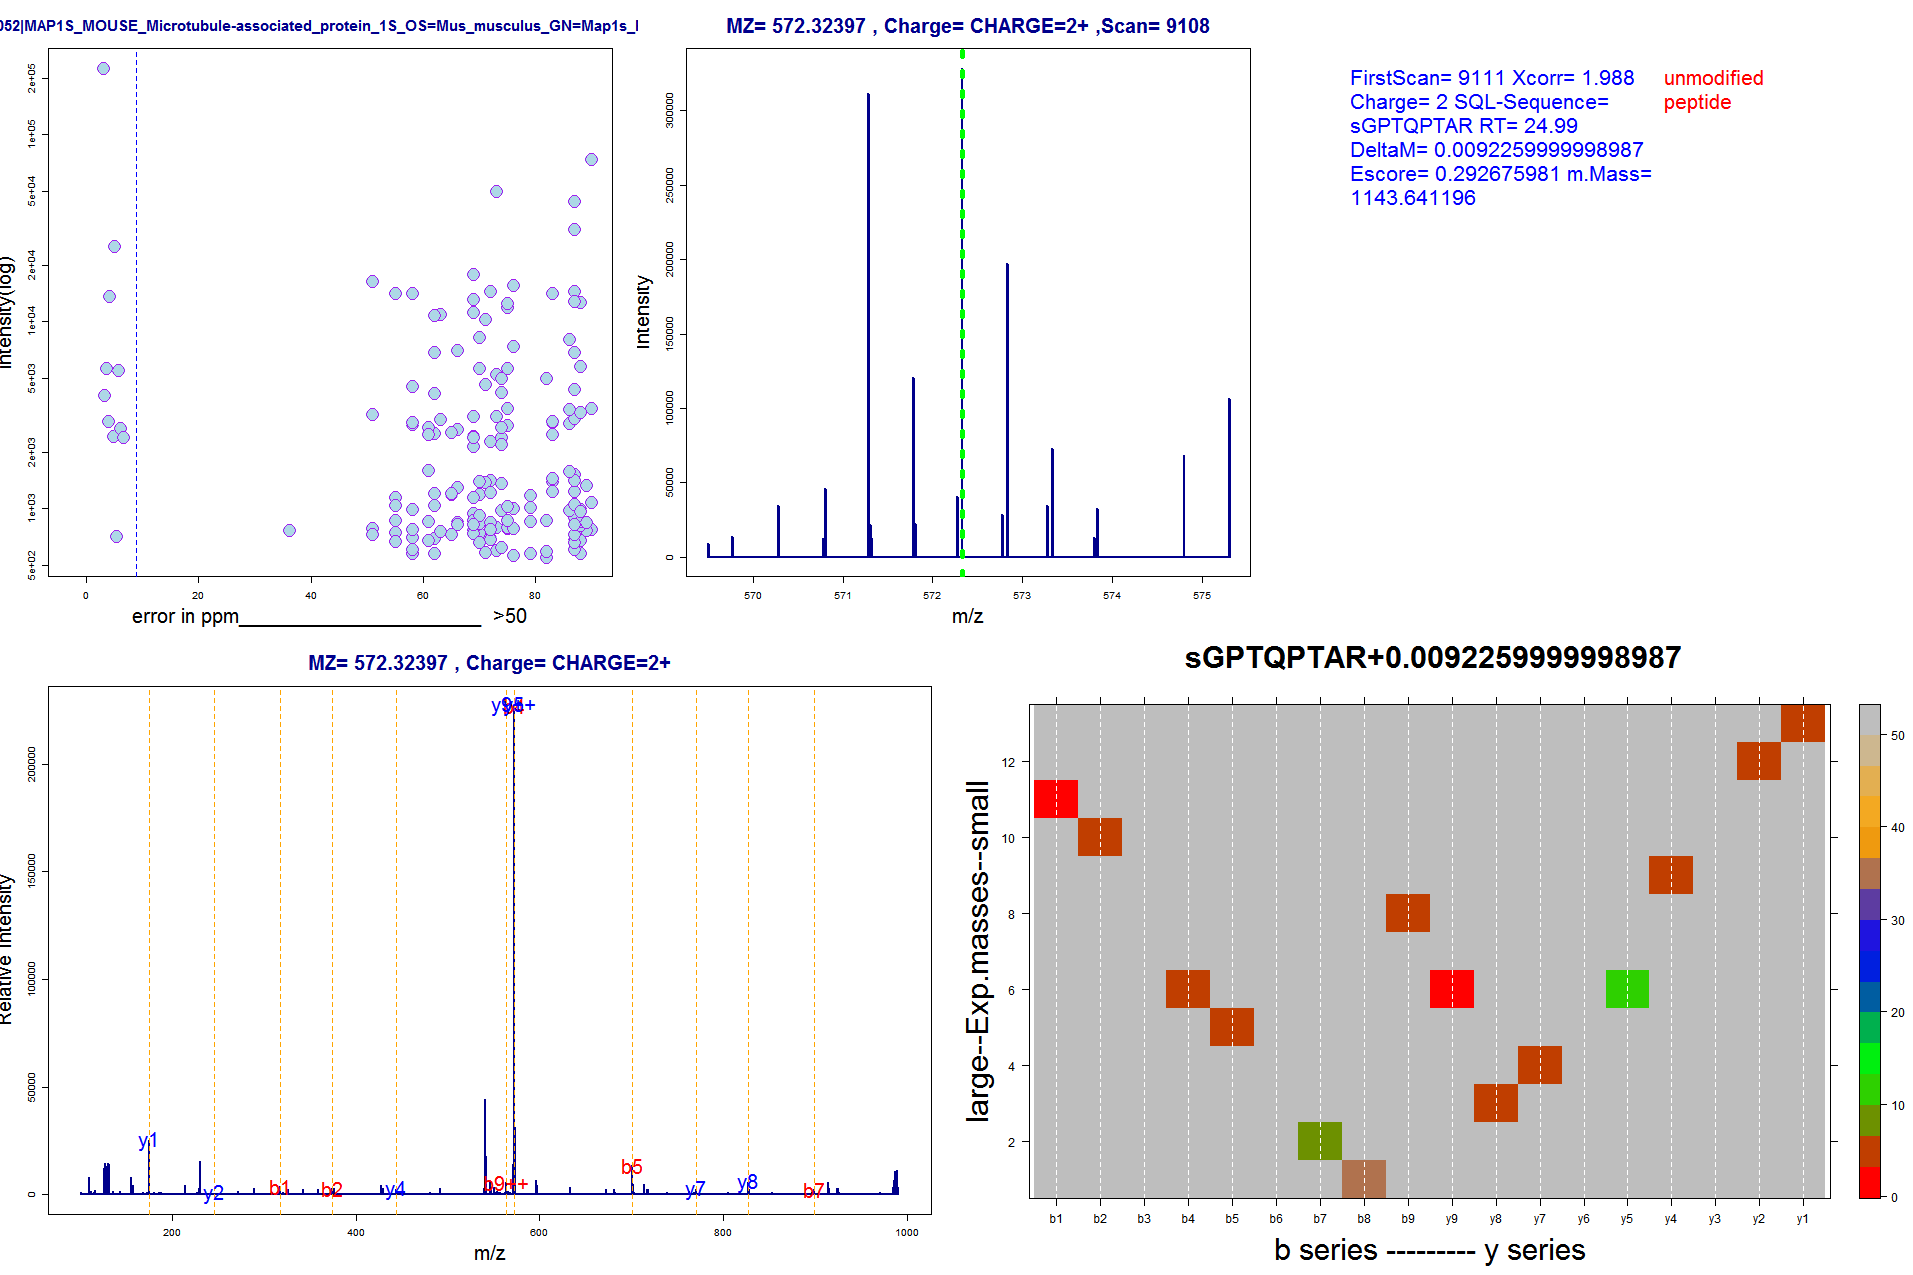 052|MAP1S_MOUSE_Microtubule-associated_protein_1S_OS=Mus_musculus_GN=Map1s_I
Intensity(log)
2e+05
1e+05
5e+04
2e+04
1e+04
5e+03
2e+03
1e+03
5e+02
0 20 40 60 80
error in ppm______________________ >50
MZ= 572.32397 , Charge= CHARGE=2+ ,Scan= 9108
Intensity
300000
250000
200000
150000
100000
50000
0
570 571 572 573 574 575
m/z
FirstScan= 9111 Xcorr= 1.988
Charge= 2 SQL-Sequence=
sGPTQPTAR RT= 24.99
DeltaM= 0.0092259999998987
Escore= 0.292675981 m.Mass=
1143.641196
unmodified
peptide
MZ= 572.32397 , Charge= CHARGE=2+
Relative Intensity
200000
150000
100000
50000
0
y1
y2
b1
b2
y4
b9++
b5
y7
y8
b7
200 400 600 800 1000
m/z
sGPTQPTAR+0.0092259999998987
large--Exp.masses--small
12
10
8
6
4
2
b1 b2 b3 b4 b5 b6 b7 b8 b9 y9 y8 y7 y6 y5 y4 y3 y2 y1
b series --------- y series
50
40
30
20
10
0